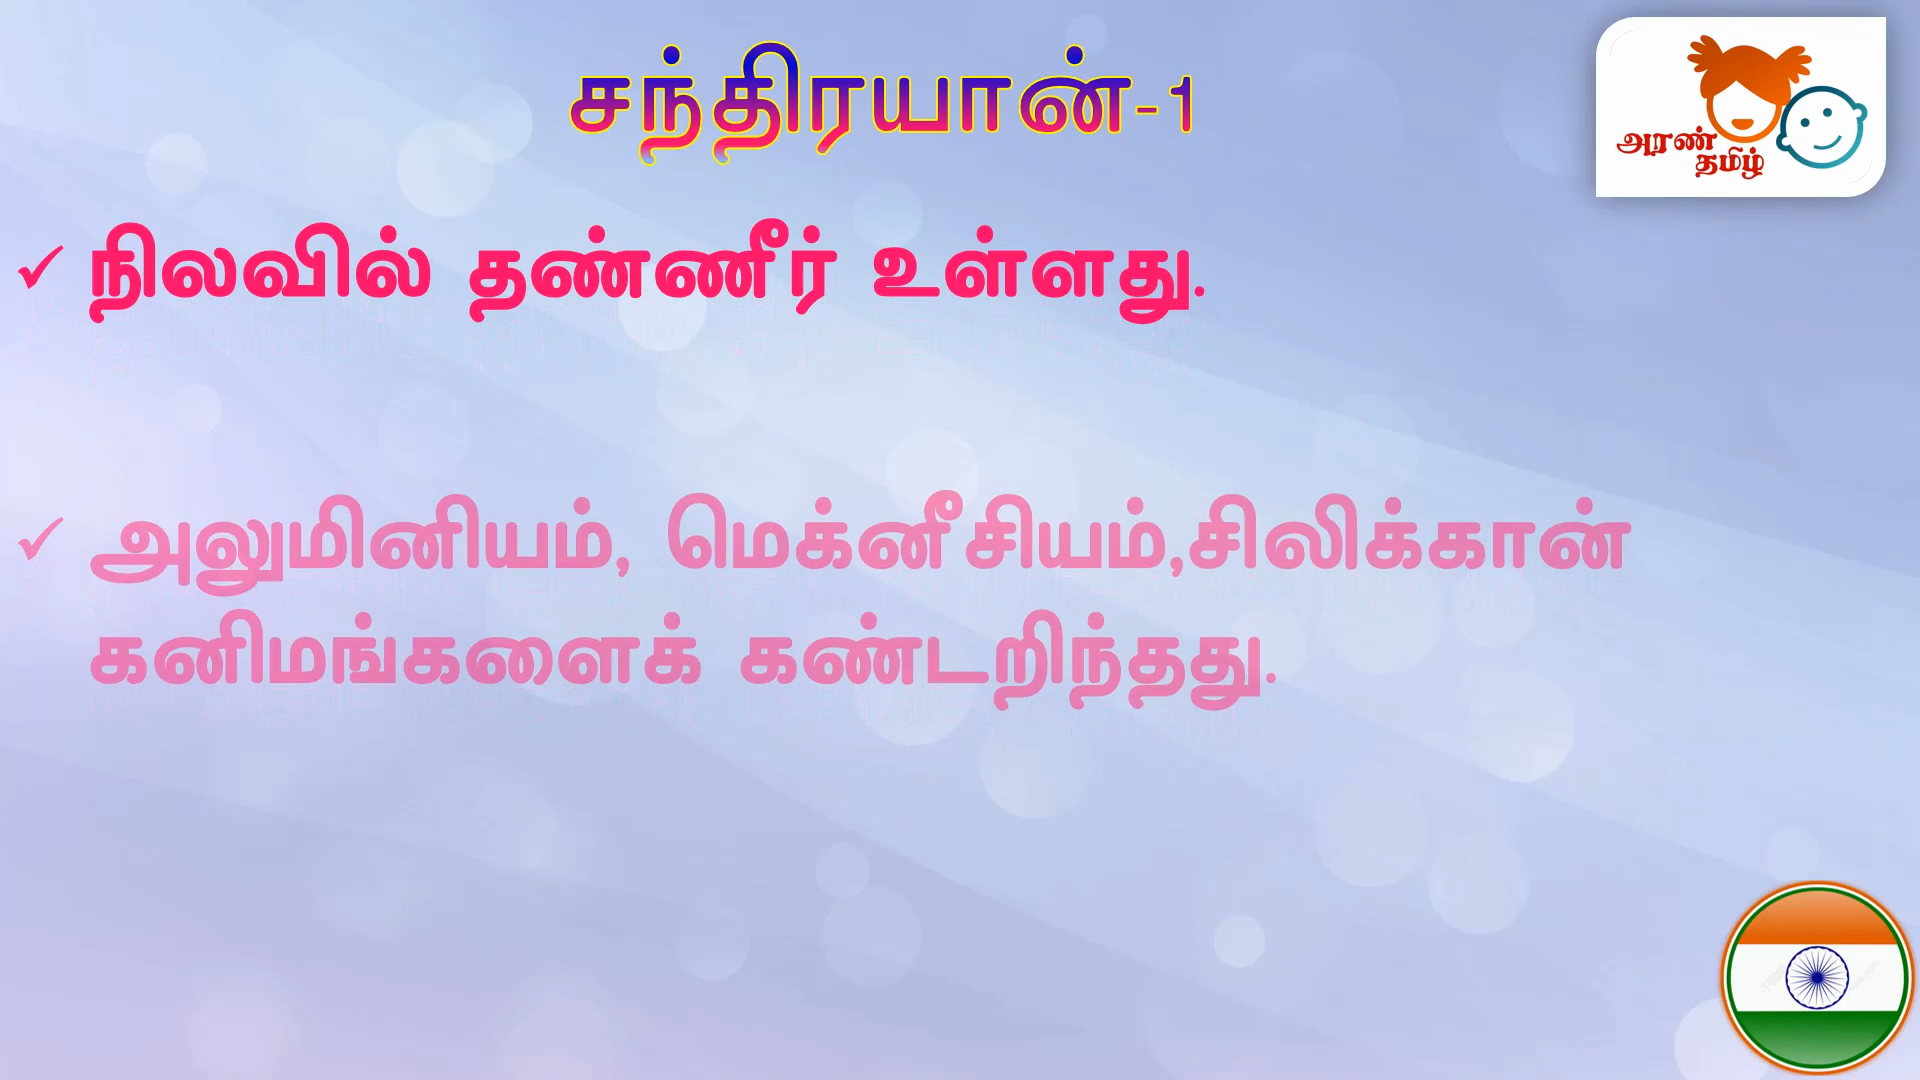 சந்திரயான்-1
அரண்
தமிழ்
✓ நிலவில் தண்ணீர் உள்ளது.
✓ அலுமினியம், மெக்னீசியம்,சிலிக்கான்
கனிமங்களைக் கண்டறிந்தது.